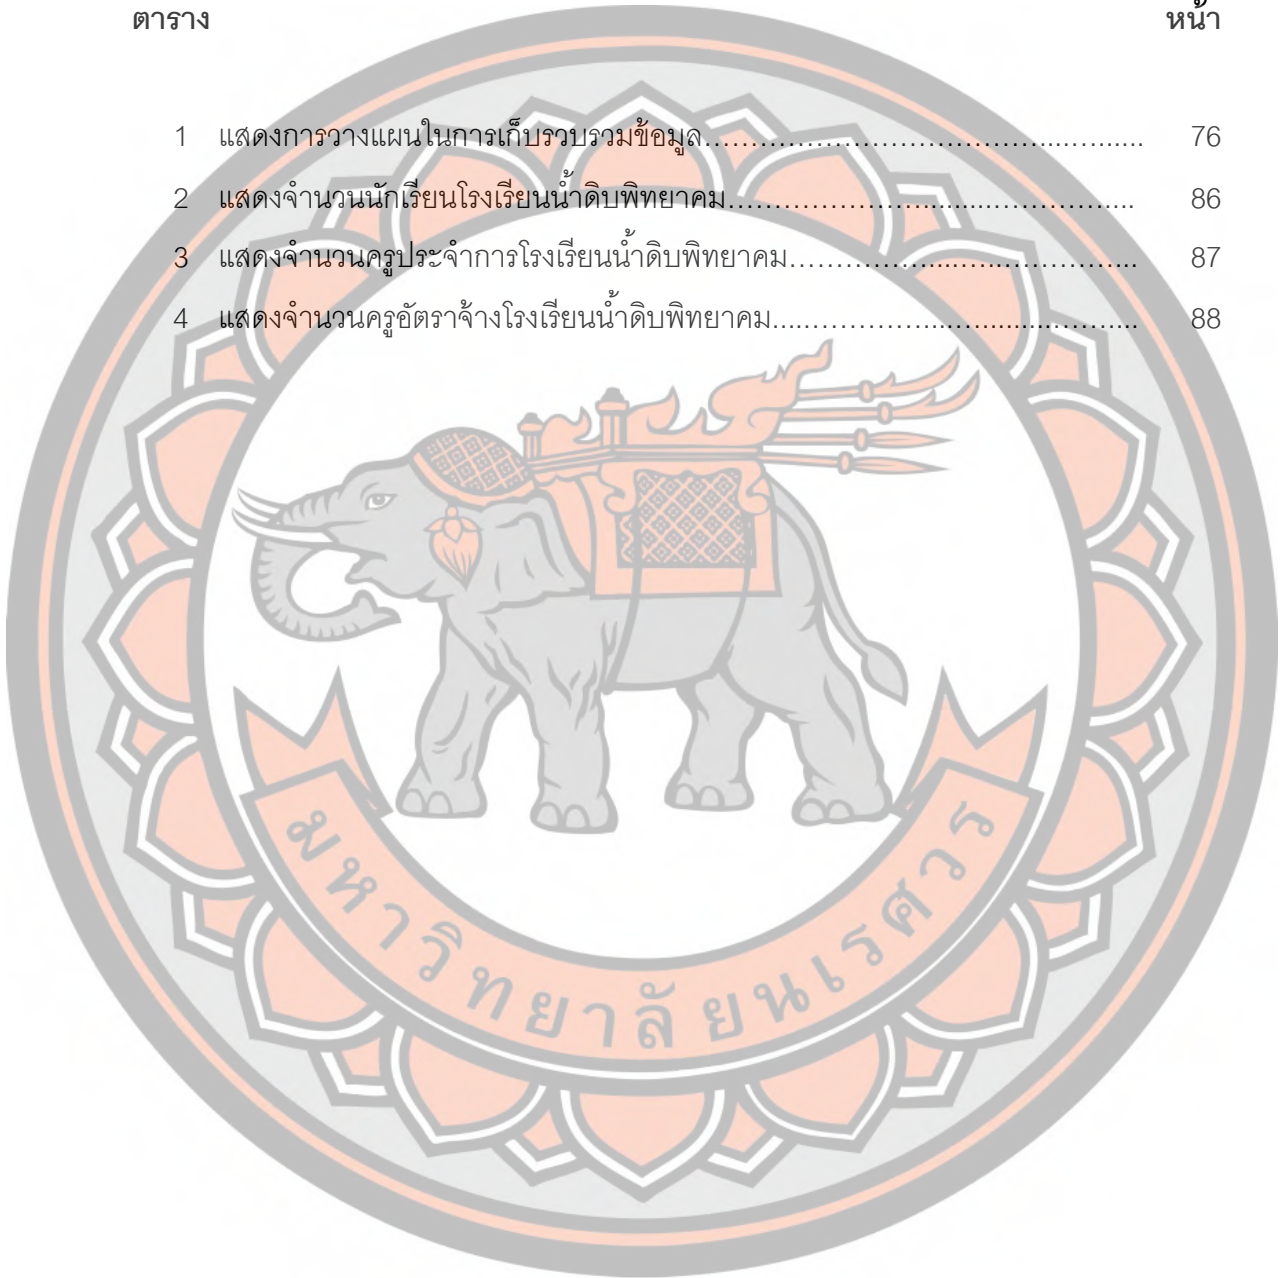 ตาราง หน้า
1 แสดงการวางแผนในการเก็บรวบรวมข้อมูล................................................ 76
2 แสดงจำนวนนักเรียนโรงเรียนน้ำดิบพิทยาคม............................................. 86
3 แสดงจำนวนครูประจำการโรงเรียนน้ำดิบพิทยาคม...................................... 87
4 แสดงจำนวนครูอัตราจ้างโรงเรียนน้ำดิบพิทยาคม........................................ 88
มหาวิทยาลัยนเรศวร